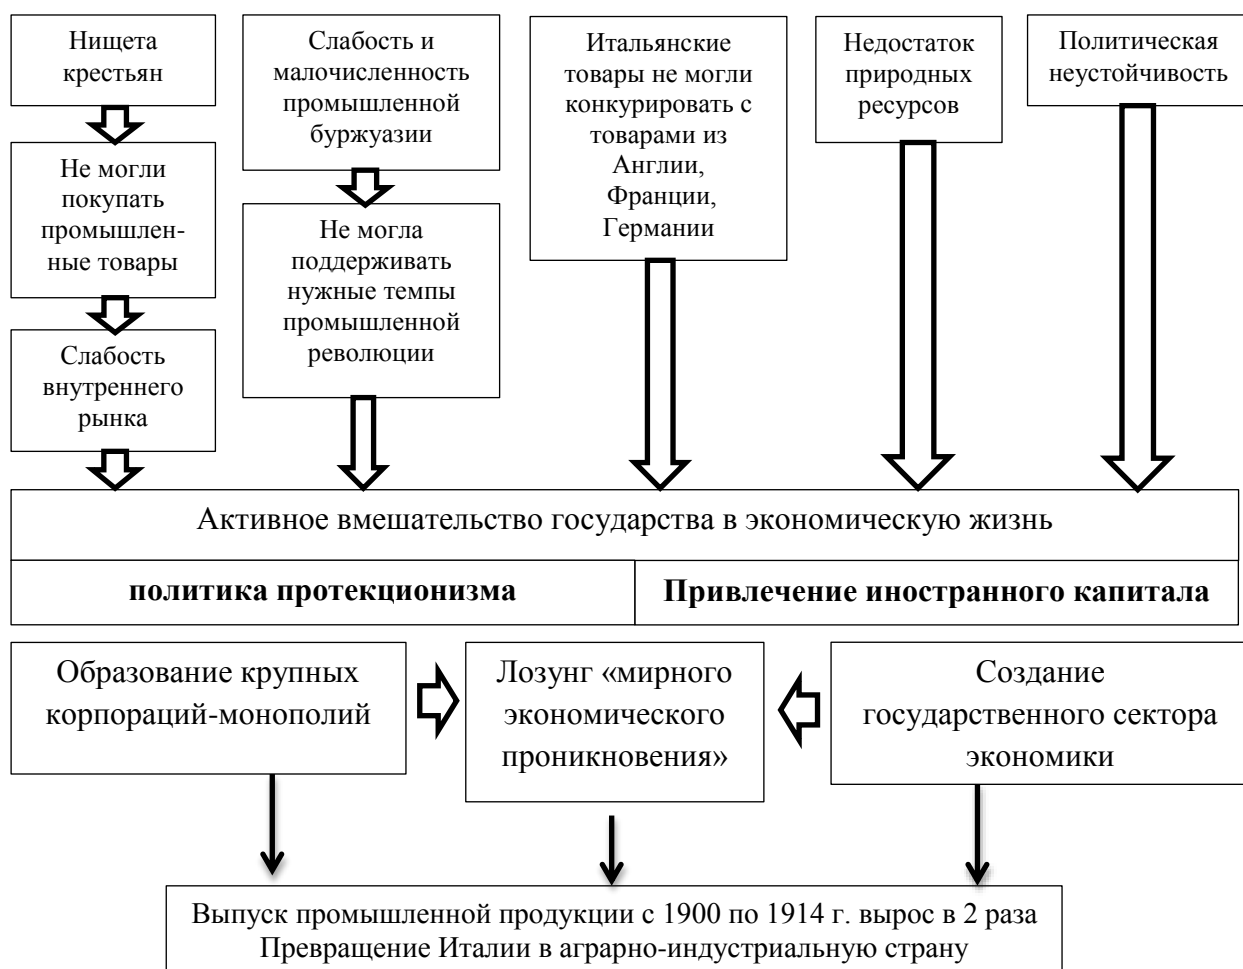 Нищета
крестьян
Не могли
покупать
промышлен-
ные товары
Слабость
внутреннего
рынка
Слабость и
малочисленность
промышленной
буржуазии
Не могла
поддерживать
нужные темпы
промышленной
революции
Итальянские
товары не могли
конкурировать с
товарами из
Англии,
Франции,
Германии
Недостаток
природных
ресурсов
Политическая
неустойчивость
Активное вмешательство государства в экономическую жизнь
политика протекционизма
Привлечение иностранного капитала
Образование крупных
корпораций-монополий
Лозунг «мирного
экономического
проникновения»
Создание
государственного сектора
экономики
Выпуск промышленной продукции с 1900 по 1914 г. вырос в 2 раза
Превращение Италии в аграрно-индустриальную страну